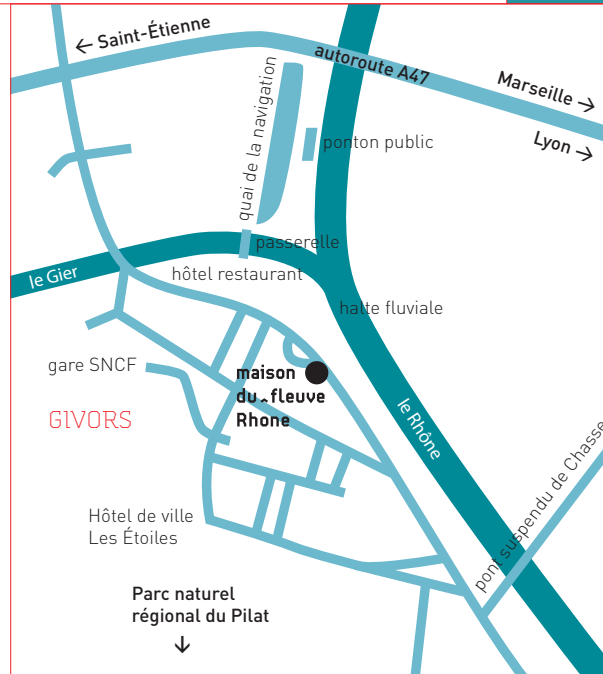 ← Saint-Étienne
autoroute A47
Marseille →
Lyon →
quai de la navigation
ponton public
passerelle
le Gier
hôtel restaurant
halte fluviale
gare SNCF
maison
du fleuve
Rhône
le Rhône
GIVORS
pont suspendu de Chasse
Hôtel de ville
Les Étoiles
Parc naturel
régional du Pilat
↓